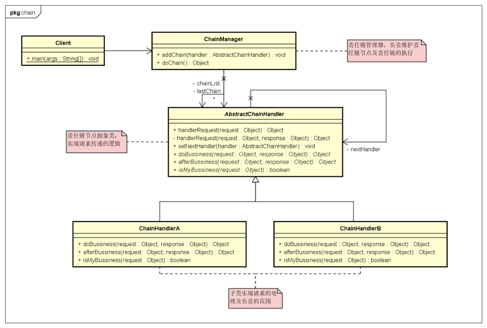 pkg chain
Client
+ main(args : String[]) : void
ChainManager
+ addChain(handler : AbstractChainHandler) : void
+ doChain() : Object
责任链管理器，负责维护责
任链节点及责任链的执行
- chainList
- lastChain
*
AbstractChainHandler
+ handlerRequest(request : Object) : Object
- handlerRequest(request : Object, response : Object) : Object
+ setNextHandler(handler : AbstractChainHandler) : void
+ doBussiness(request : Object, response : Object) : Object
+ afterBussiness(request : Object, response : Object) : Object
+ isMyBussiness(request : Object) : boolean
责任链节点抽象类，
实现请求传递的逻辑
- nextHandler
ChainHandlerA
+ doBussiness(request : Object, response : Object) : Object
+ afterBussiness(request : Object, response : Object) : Object
+ isMyBussiness(request : Object) : boolean
ChainHandlerB
+ doBussiness(request : Object, response : Object) : Object
+ afterBussiness(request : Object, response : Object) : Object
+ isMyBussiness(request : Object) : boolean
子类实现请求的处
理及负责的范围